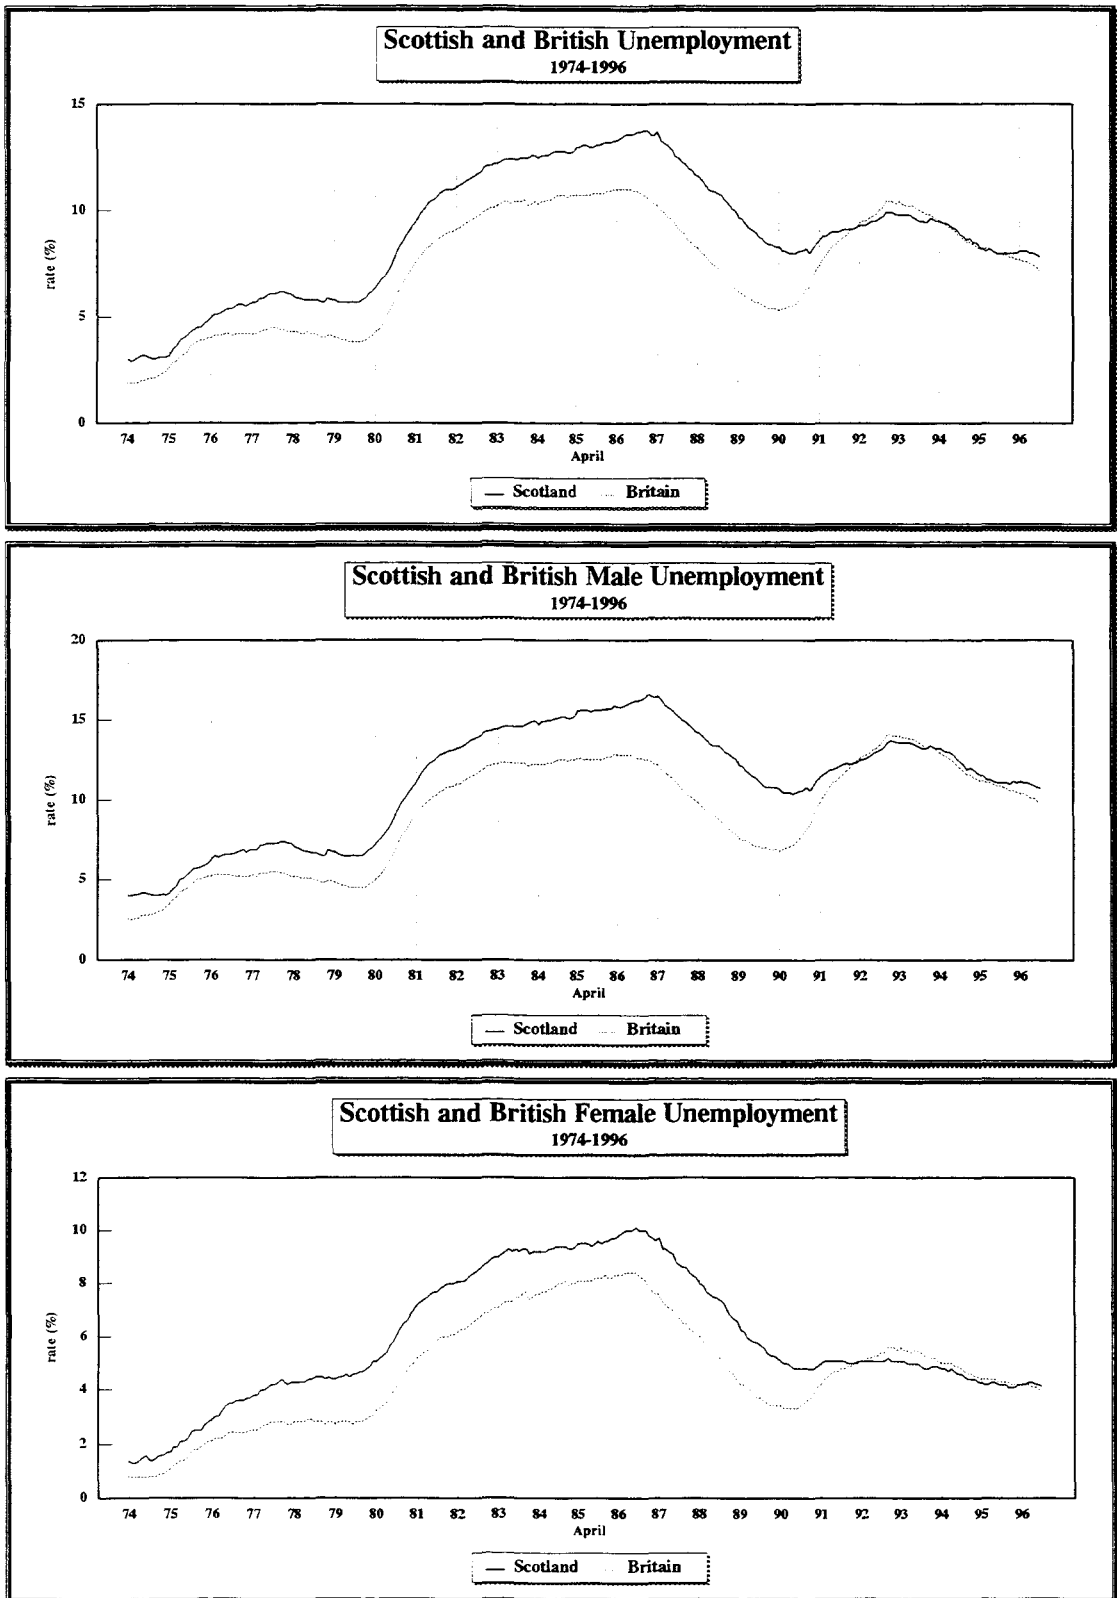 Scottish and British Unemployment
1974-1996
15
10
5
0
rate (%)
74 75 76 77 78 79 80 81 82 83 84 85 86 87 88 89 90 91 92 93 94 95 96
April
Scotland Britain
Scottish and British Male Unemployment
1974-1996
20
15
10
5
0
rate (%)
74 75 76 77 78 79 80 81 82 83 84 85 86 87 88 89 90 91 92 93 94 95 96
April
Scotland Britain
Scottish and British Female Unemployment
1974-1996
12
10
8
6
4
2
0
rate (%)
74 75 76 77 78 79 80 81 82 83 84 85 86 87 88 89 90 91 92 93 94 95 96
April
Scotland Britain